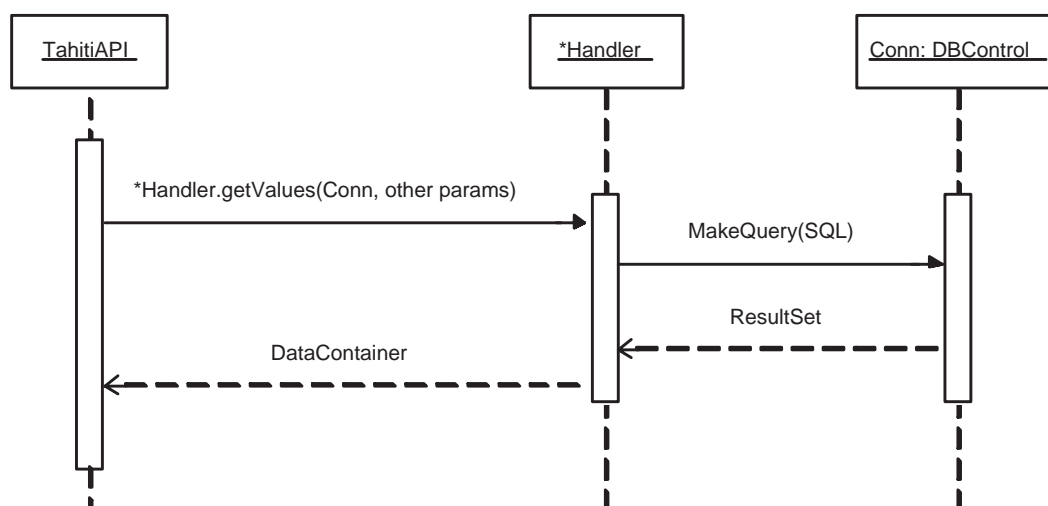 TahitiAPI
*Handler
Conn: DBControl
*Handler.getValues(Conn, other params)
MakeQuery(SQL)
ResultSet
DataContainer